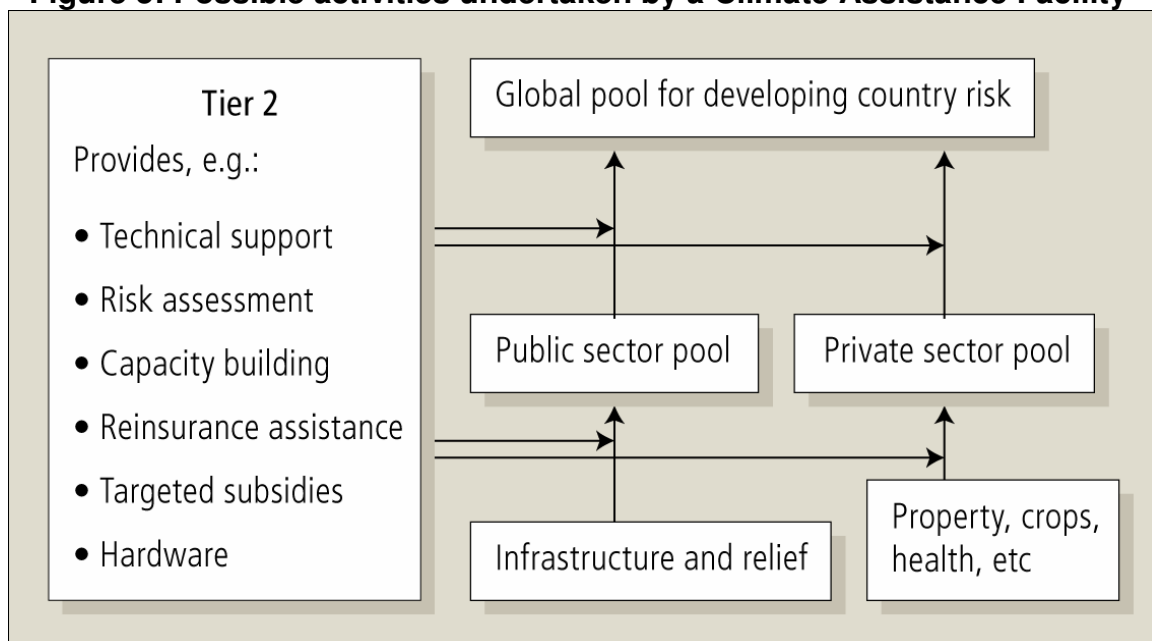 Figure 3. Possible activities undertaken by a Climate Assistance Facility
Tier 2
Provides, e.g.:
• Technical support
• Risk assessment
• Capacity building
• Reinsurance assistance
• Targeted subsidies
• Hardware
Global pool for developing country risk
Public sector pool
Private sector pool
Infrastructure and relief
Property, crops,
health, etc